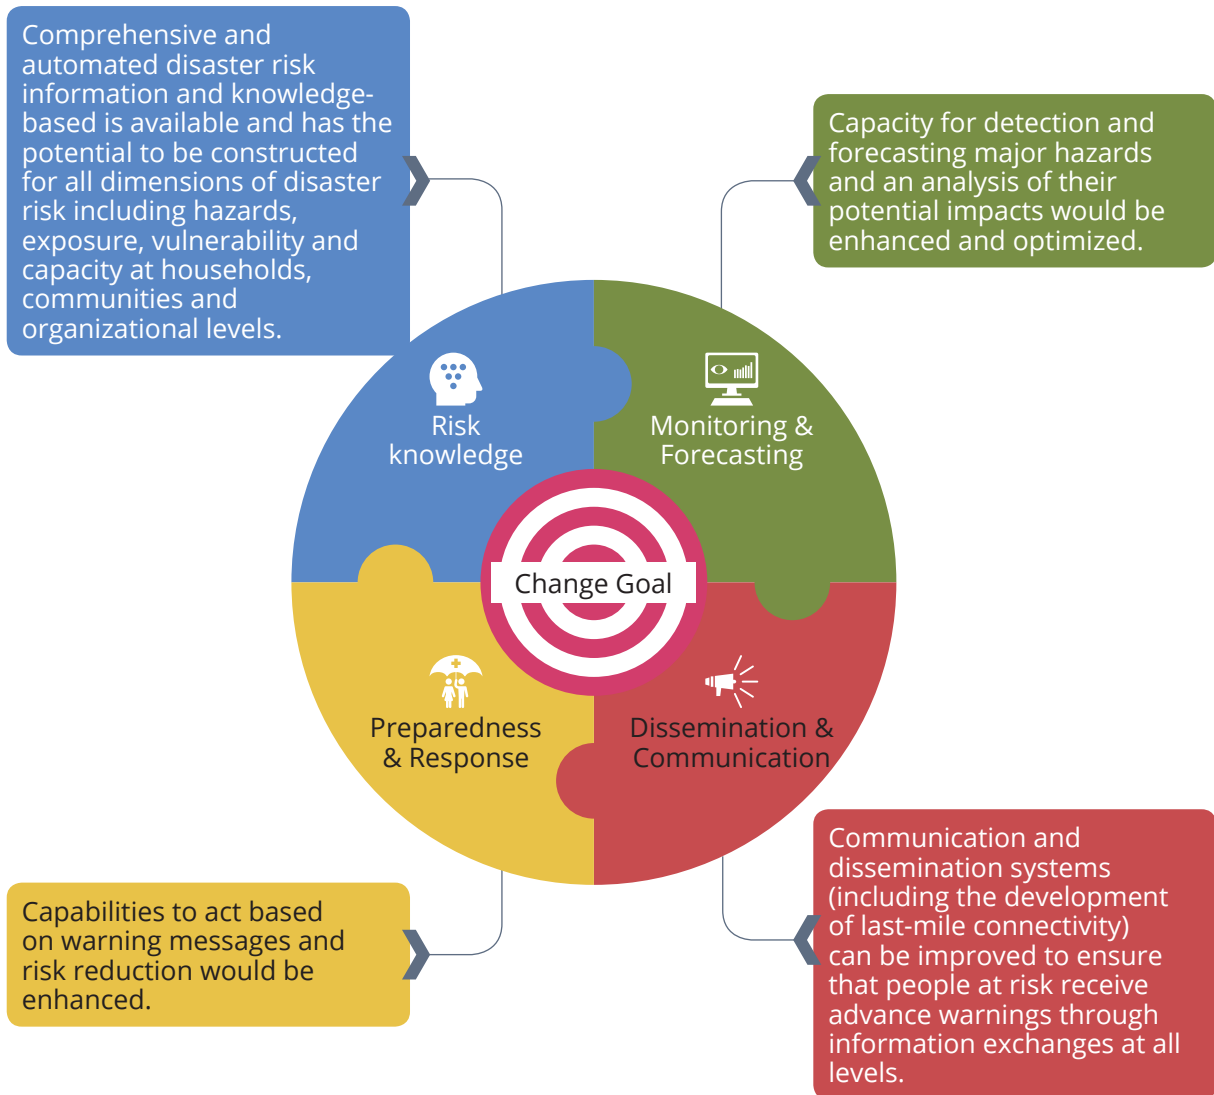 Comprehensive and
automated disaster risk
information and knowledge-
based is available and has the
potential to be constructed
for all dimensions of disaster
risk including hazards,
exposure, vulnerability and
capacity at households,
communities and
organizational levels.
Capacity for detection and
forecasting major hazards
and an analysis of their
potential impacts would be
enhanced and optimized.
Risk
knowledge
Monitoring &
Forecasting
Change Goal
Preparedness
& Response
Dissemination &
Communication
Capabilities to act based
on warning messages and
risk reduction would be
enhanced.
Communication and
dissemination systems
(including the development
of last-mile connectivity)
can be improved to ensure
that people at risk receive
advance warnings through
information exchanges at all
levels.